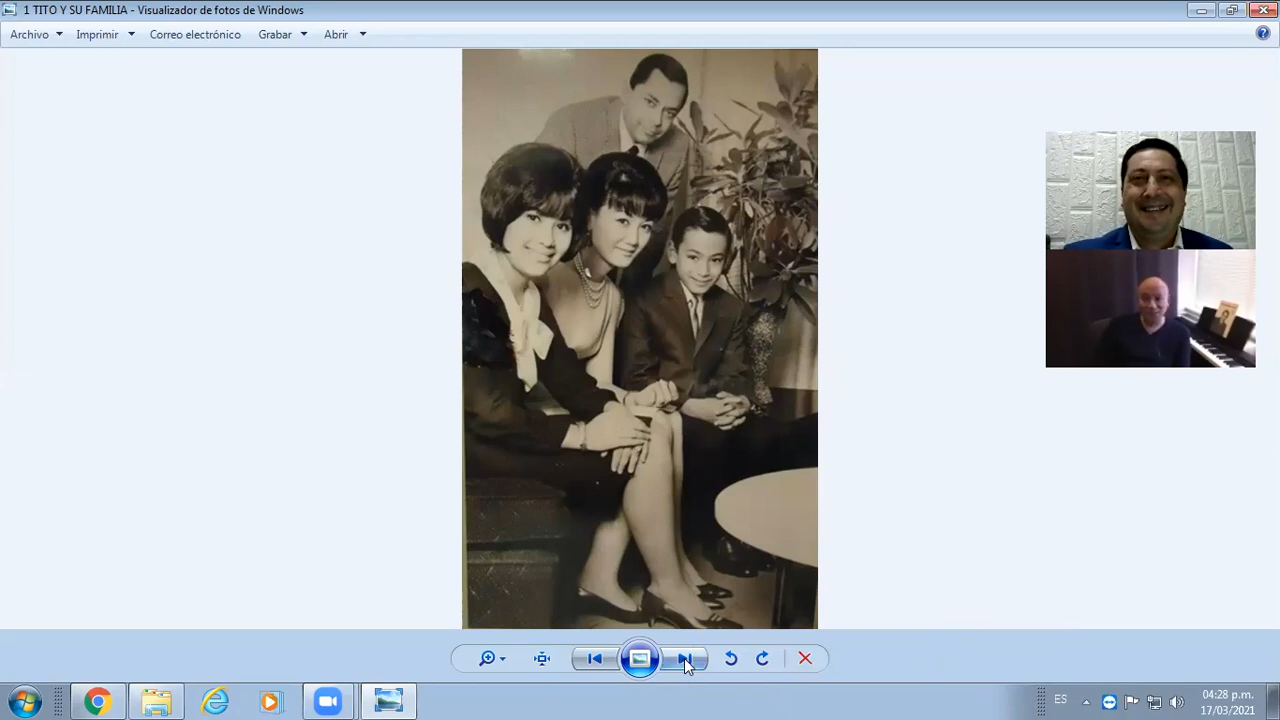 1 TITO Y SU FAMILIA - Visualizador de fotos de Windows
Archivo Imprimir Correo electrónico Grabar Abrir
ES
04:28 p.m.
17/03/2021